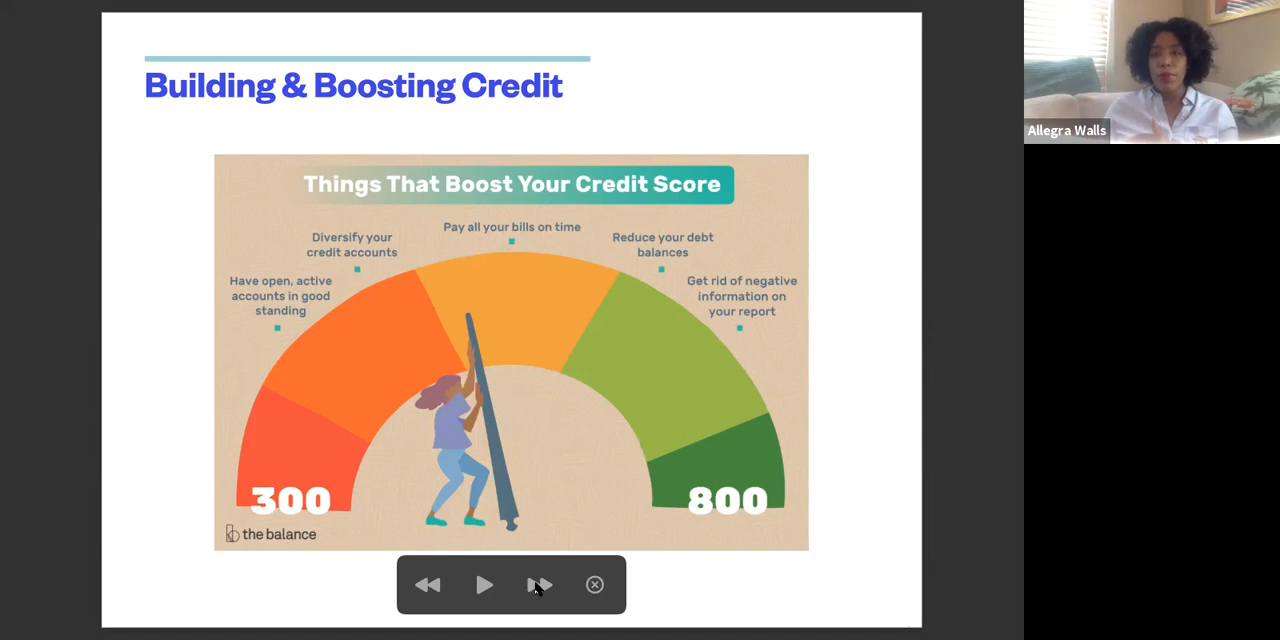 Building & Boosting Credit
Things That Boost Your Credit Score
Have open, active
accounts in good
standing
Diversify your
credit accounts
Pay all your bills on time
Reduce your debt
balances
Get rid of negative
information on
your report
300
800
the balance
Allegra Walls